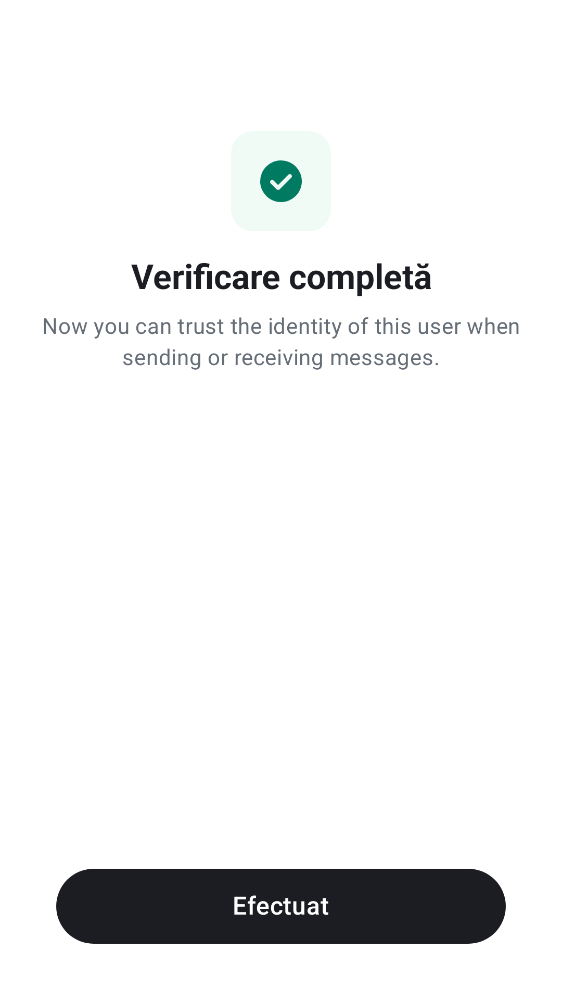 Verificare completă
Now you can trust the identity of this user when
sending or receiving messages.
Efectuat